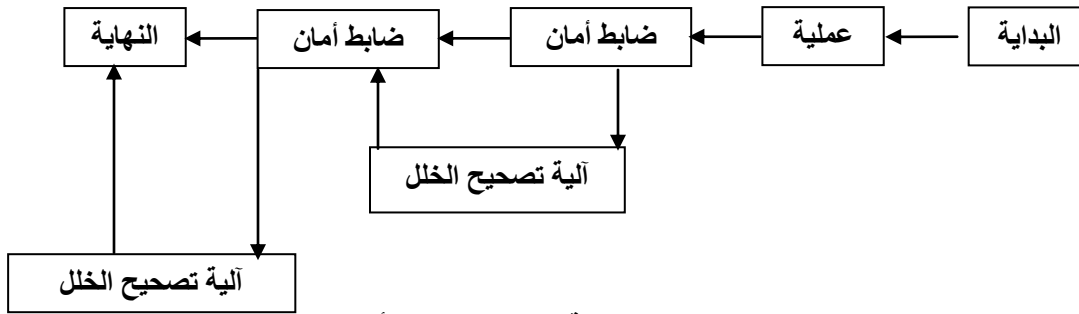 البداية
عملية
ضابط أمان
ضابط أمان
النهاية
آلية تصحيح الخلل
آلية تصحيح الخلل